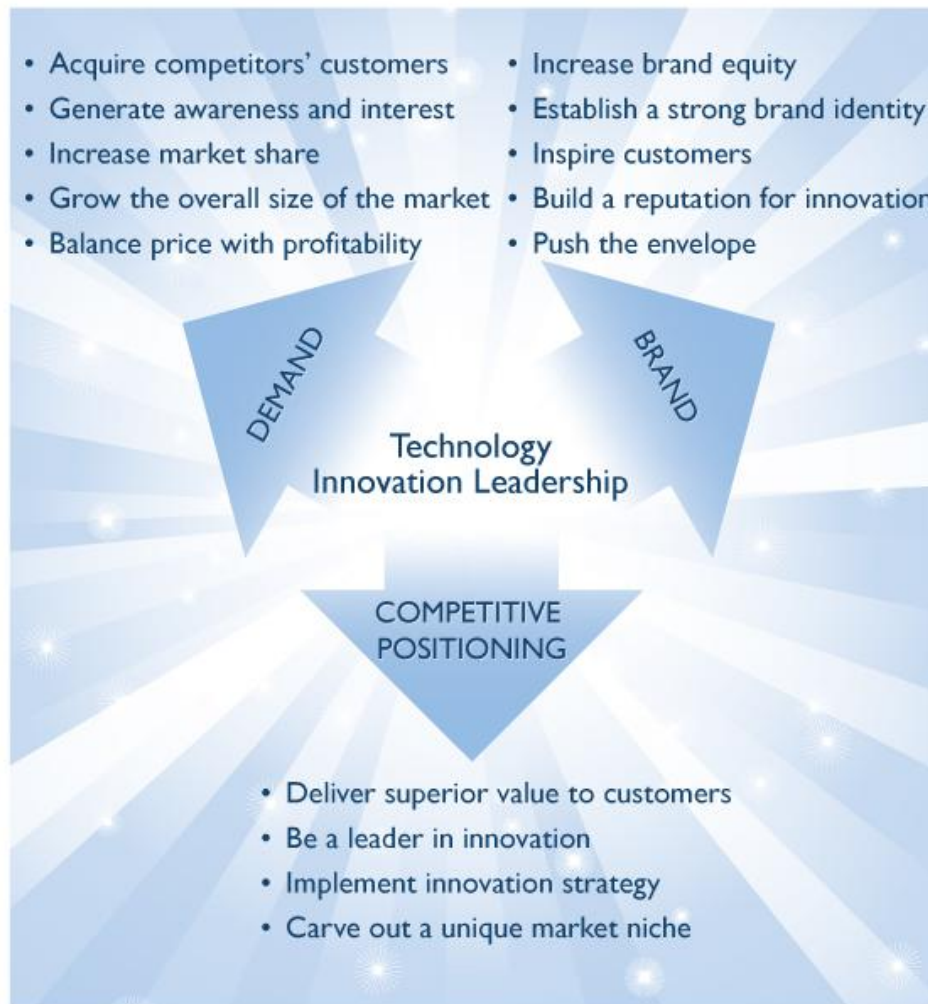 • Acquire competitors’ customers
• Generate awareness and interest
• Increase market share
• Grow the overall size of the market
• Balance price with profitability
• Increase brand equity
• Establish a strong brand identity
• Inspire customers
• Build a reputation for innovation
• Push the envelope
DEMAND
BRAND
Technology
Innovation Leadership
COMPETITIVE
POSITIONING
• Deliver superior value to customers
• Be a leader in innovation
• Implement innovation strategy
• Carve out a unique market niche